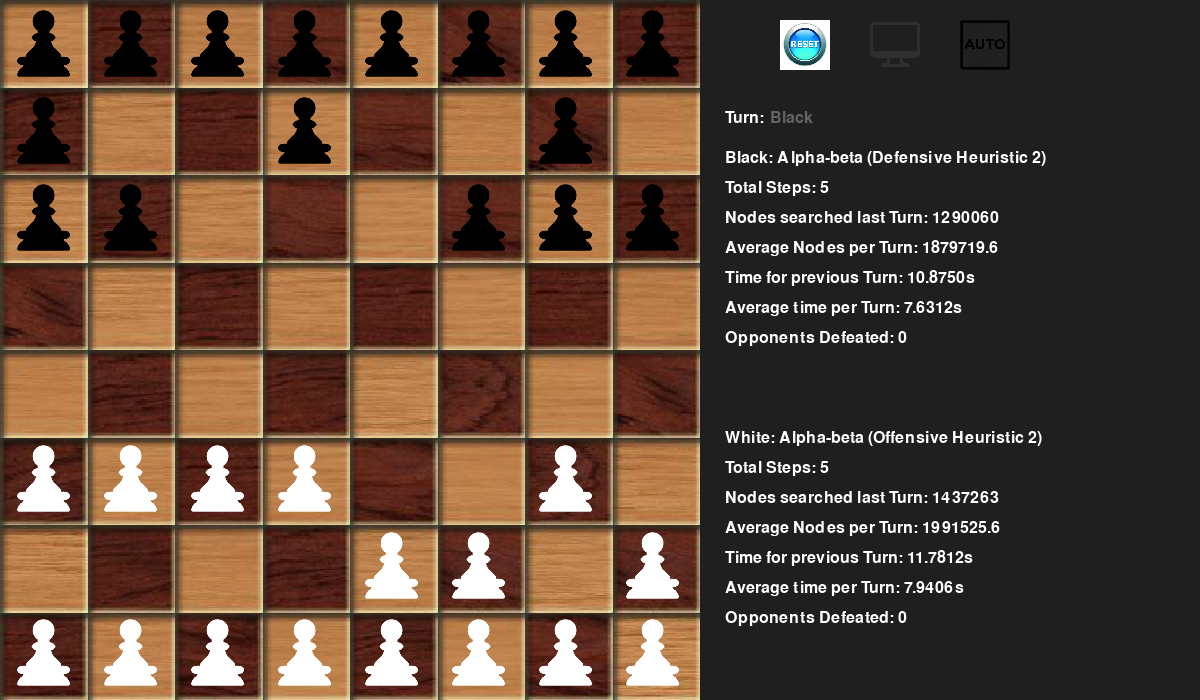 RESET
AUTO
Turn: Black
Black: Alpha-beta (Defensive Heuristic 2)
Total Steps: 5
Nodes searched last Turn: 1290060
Average Nodes per Turn: 1879719.6
Time for previous Turn: 10.8750s
Average time per Turn: 7.6312s
Opponents Defeated: 0
White: Alpha-beta (Offensive Heuristic 2)
Total Steps: 5
Nodes searched last Turn: 1437263
Average Nodes per Turn: 1991525.6
Time for previous Turn: 11.7812s
Average time per Turn: 7.9406s
Opponents Defeated: 0